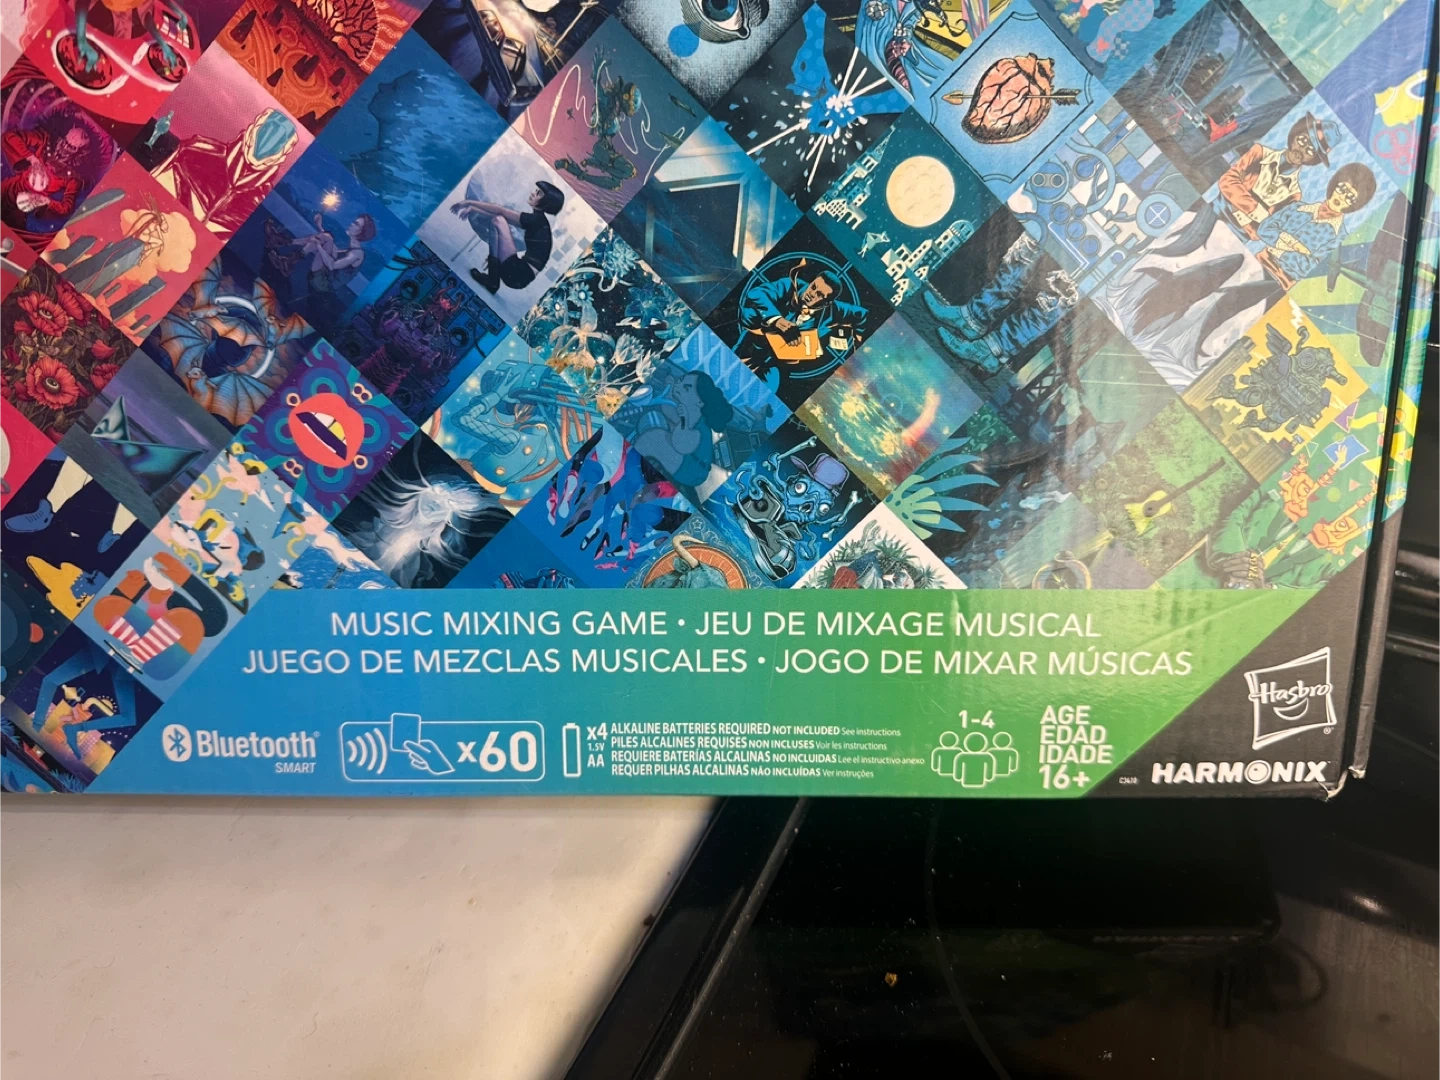 MUSIC MIXING GAME • JEU DE MIXAGE MUSICAL
JUEGO DE MEZCLAS MUSICALES • JOGO DE MIXAR MÚSICAS
Bluetooth®
SMART
x60
x4
1.5V
AA
ALKALINE BATTERIES REQUIRED NOT INCLUDED See instructions
PILES ALCALINES REQUISES NON INCLUSES Voir les instructions
REQUIERE BATERÍAS ALCALINAS NO INCLUIDAS Lee el instructivo anexo
REQUER PILHAS ALCALINAS NÃO INCLUÍDAS Ver instruções
1-4
AGE
EDAD
IDADE
16+
Hasbro
®
HARMONIX